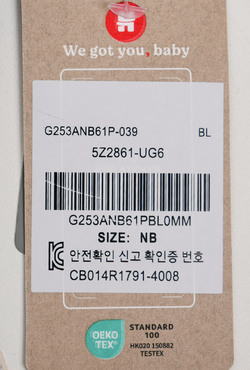 We got you, baby
G253ANB61P-039 BL
5Z2861-UG6
G253ANB61PBL0MM
SIZE: NB
안전확인 신고 확인증 번호
CB014R1791-4008
OEKO
TEX®
STANDARD
100
HK020 150882
TESTEX